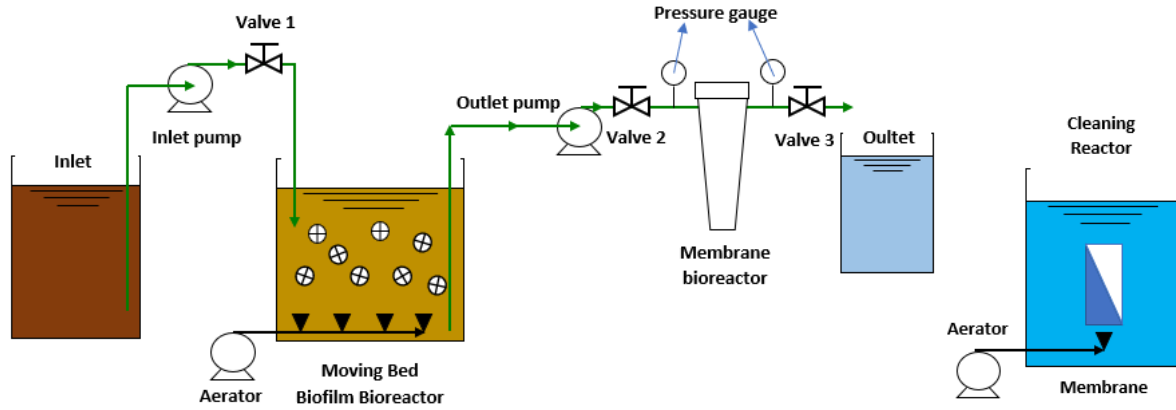 Pressure gauge
Valve 1
Inlet pump
Outlet pump
Valve 2
Valve 3
Inlet
Oultet
Cleaning
Reactor
Membrane
bioreactor
Aerator
Moving Bed
Biofilm Bioreactor
Aerator
Membrane